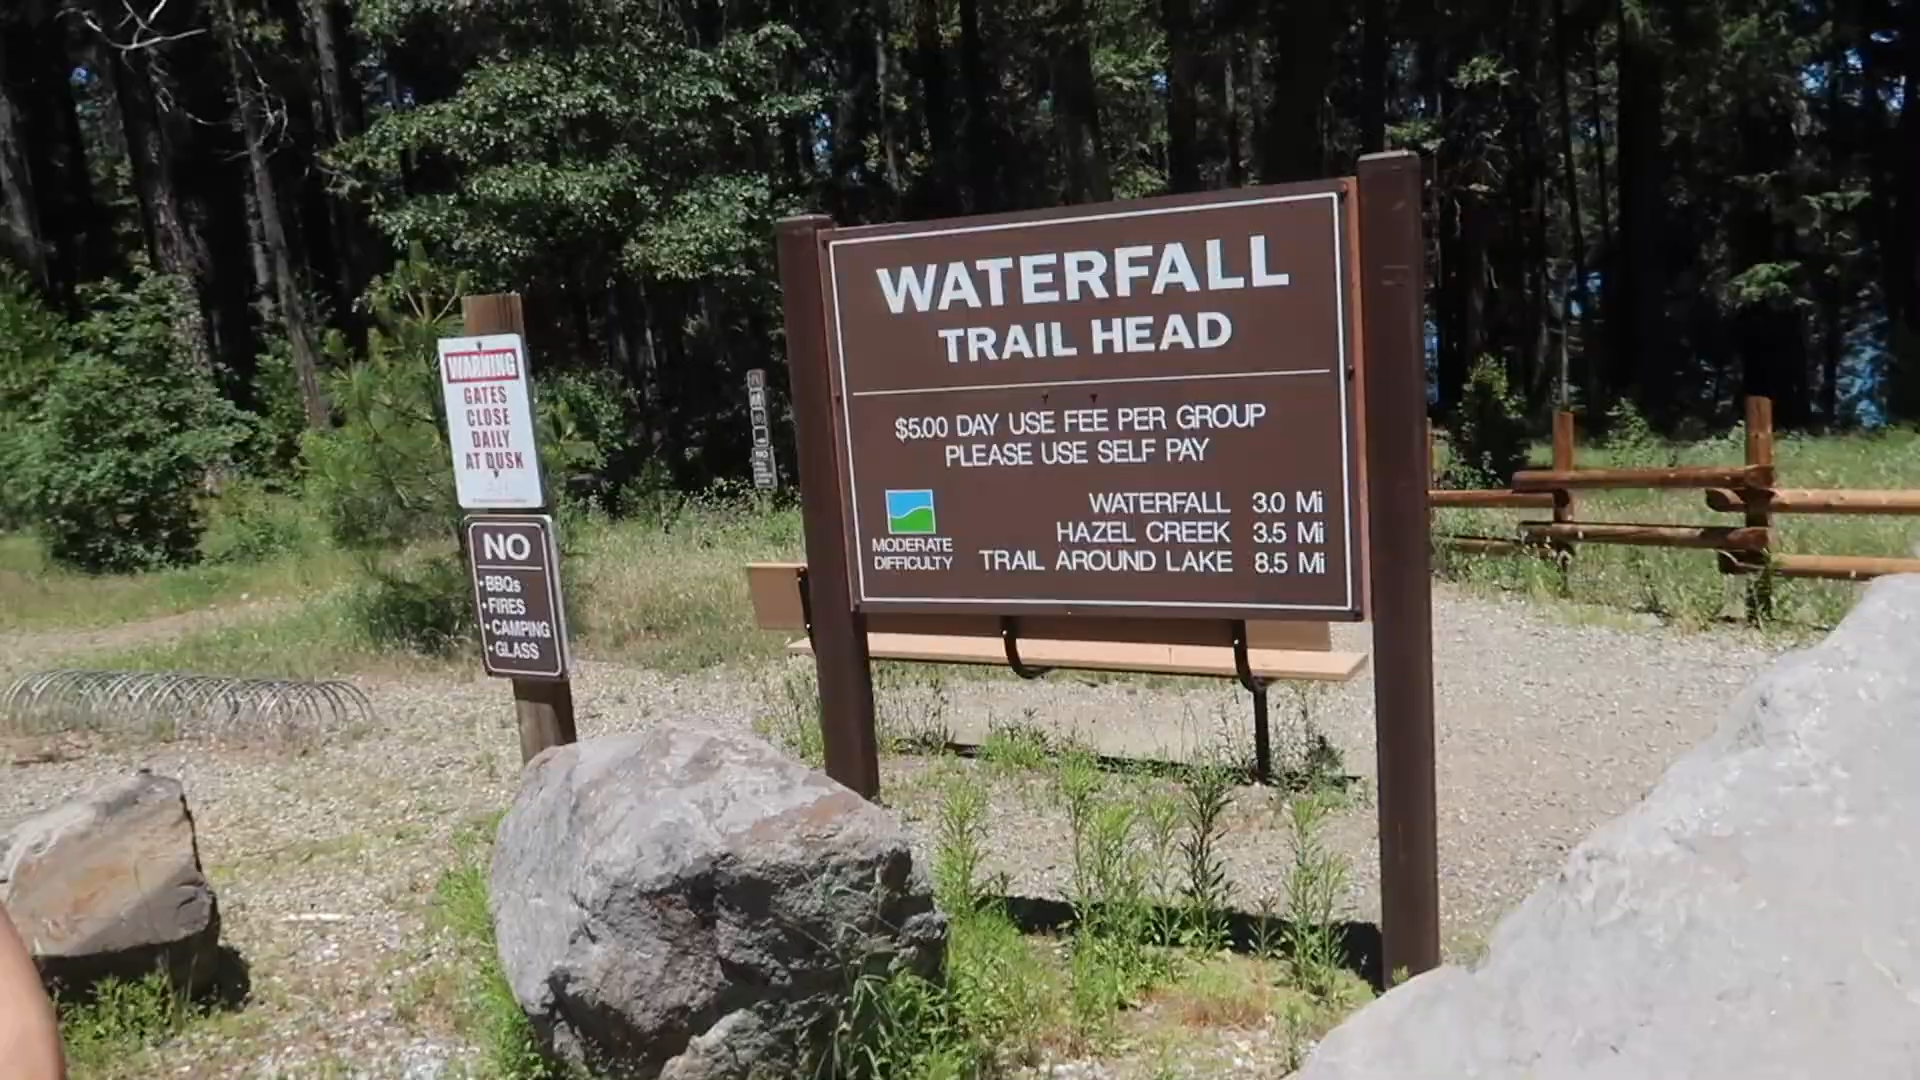 WARNING
GATES
CLOSE
DAILY
AT DUSK
NO
•BBQs
•FIRES
•CAMPING
•GLASS
NO
WATERFALL
TRAIL HEAD
$5.00 DAY USE FEE PER GROUP
PLEASE USE SELF PAY
MODERATE
DIFFICULTY
WATERFALL 3.0 Mi
HAZEL CREEK 3.5 Mi
TRAIL AROUND LAKE 8.5 Mi